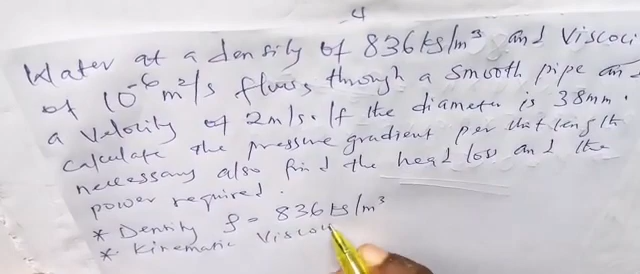 4
Water at a density of 836kg/m³ and Viscoci
of 10⁻⁶ m²/s flows through a smooth pipe an
a Velocity of 2m/s. If the diameter is 38mm.
Calculate the pressure gradient per unit length
necessary also find the head loss and the
power required.
* Density ρ = 836kg/m³
* Kinematic Viscous